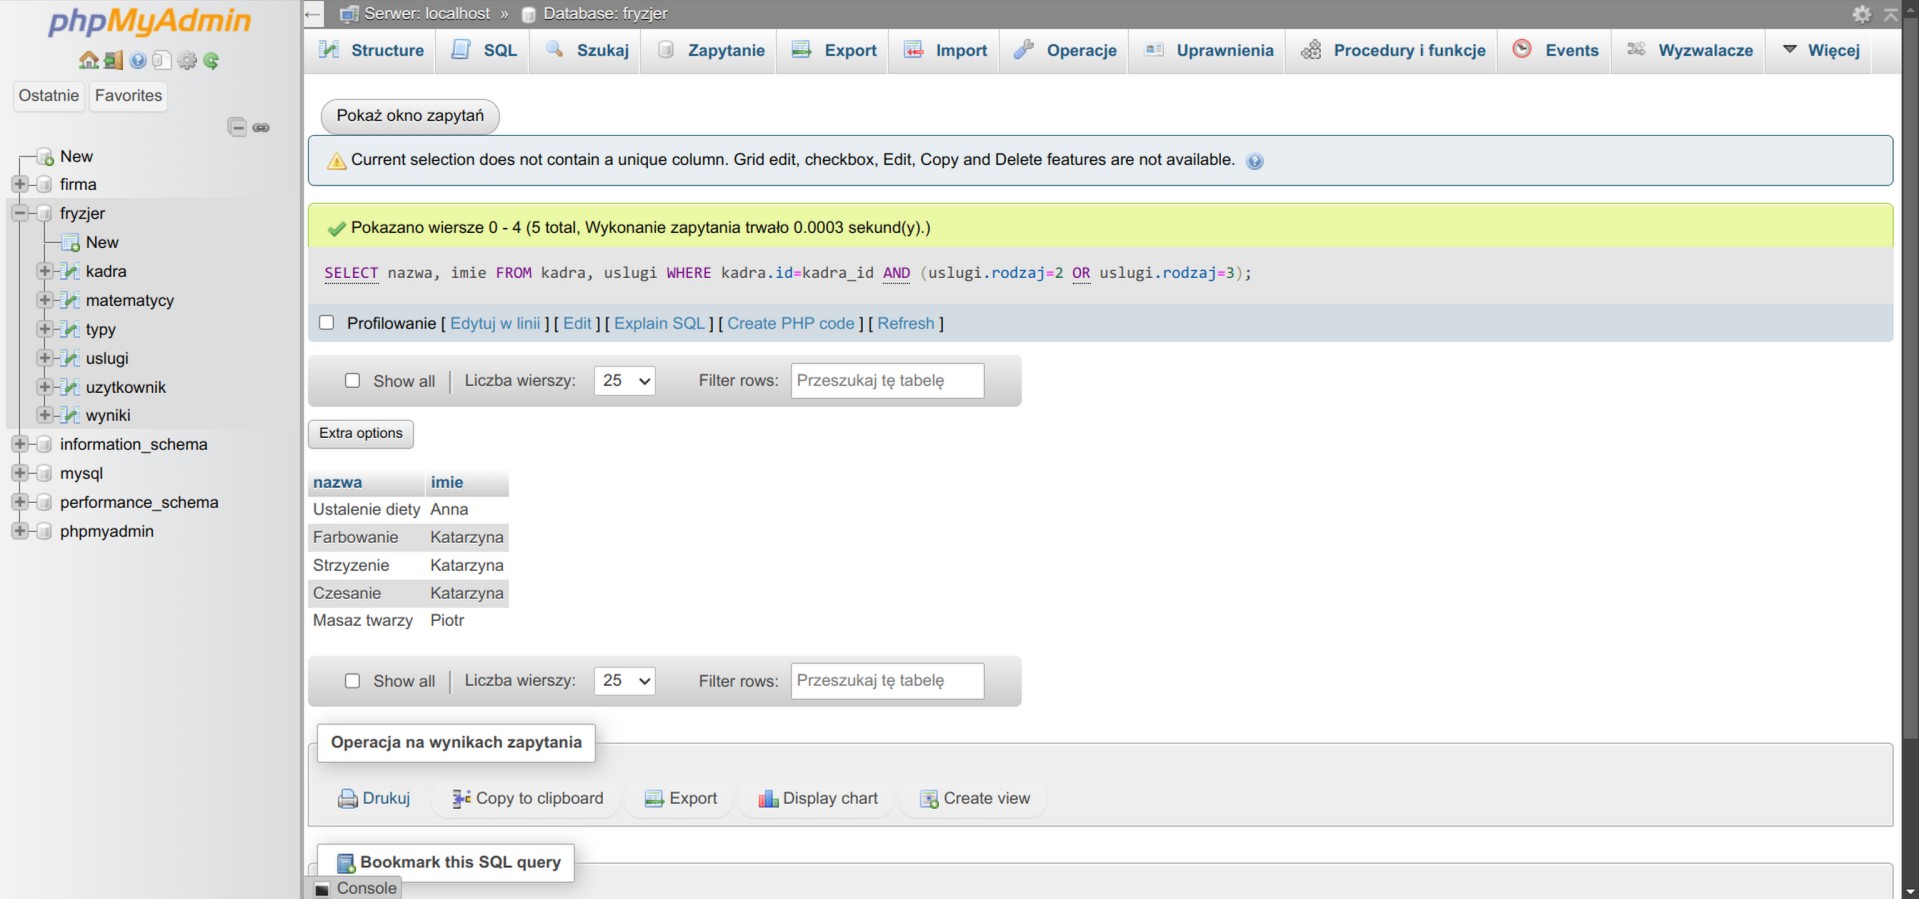 phpMyAdmin
Ostatnie Favorites
New
firma
fryzjer
New
kadra
matematycy
typy
uslugi
uzytkownik
wyniki
information_schema
mysql
performance_schema
phpmyadmin
← Serwer: localhost » Database: fryzjer
Structure SQL Szukaj Zapytanie Export Import Operacje Uprawnienia Procedury i funkcje Events Wyzwalacze Więcej
Pokaż okno zapytań
Current selection does not contain a unique column. Grid edit, checkbox, Edit, Copy and Delete features are not available.
Pokazano wiersze 0 - 4 (5 total, Wykonanie zapytania trwało 0.0003 sekund(y).)
SELECT nazwa, imie FROM kadra, uslugi WHERE kadra.id=kadra_id AND (uslugi.rodzaj=2 OR uslugi.rodzaj=3);
Profilowanie [ Edytuj w linii ] [ Edit ] [ Explain SQL ] [ Create PHP code ] [ Refresh ]
Show all Liczba wierszy: 25 Filter rows: Przeszukaj tę tabelę
Extra options
nazwa imie
Ustalenie diety Anna
Farbowanie Katarzyna
Strzyzenie Katarzyna
Czesanie Katarzyna
Masaz twarzy Piotr
Show all Liczba wierszy: 25 Filter rows: Przeszukaj tę tabelę
Operacja na wynikach zapytania
Drukuj Copy to clipboard Export Display chart Create view
Bookmark this SQL query
Console